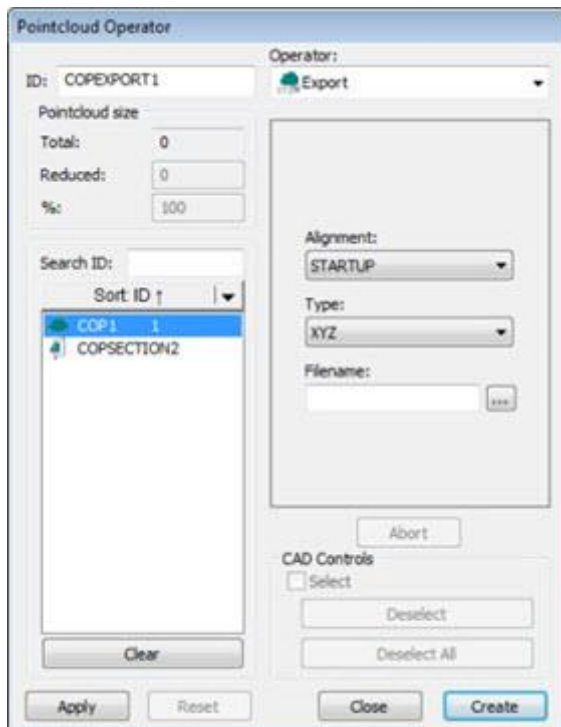 Pointcloud Operator
Operator:
ID: COPEXPORT1
Export
Pointcloud size
Total: 0
Reduced: 0
%: 100
Alignment:
STARTUP
Type:
XYZ
Filename:
...
Search ID:
Sort: ID ↑
COP1 1
COPSECTION2
Clear
Abort
CAD Controls
Select
Deselect
Deselect All
Apply
Reset
Close
Create